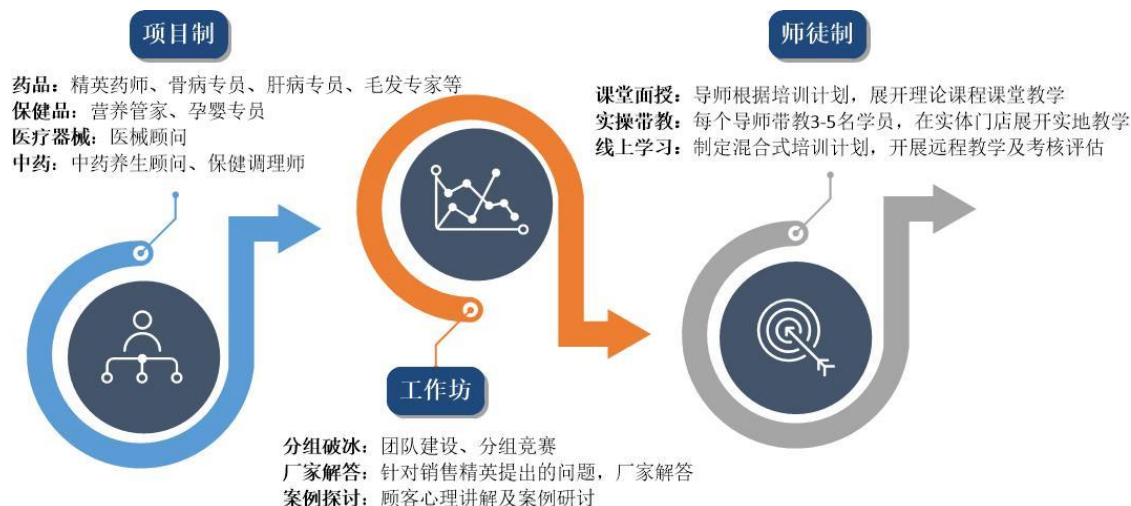 项目制
药品：精英药师、骨病专员、肝病专员、毛发专家等
保健品：营养管家、孕婴专员
医疗器械：医械顾问
中药：中药养生顾问、保健调理师
工作坊
分组破冰：团队建设、分组竞赛
厂家解答：针对销售精英提出的问题，厂家解答
案例探讨：顾客心理讲解及案例研讨
师徒制
课堂面授：导师根据培训计划，展开理论课程课堂教学
实操带教：每个导师带教3-5名学员，在实体门店展开实地教学
线上学习：制定混合式培训计划，开展远程教学及考核评估